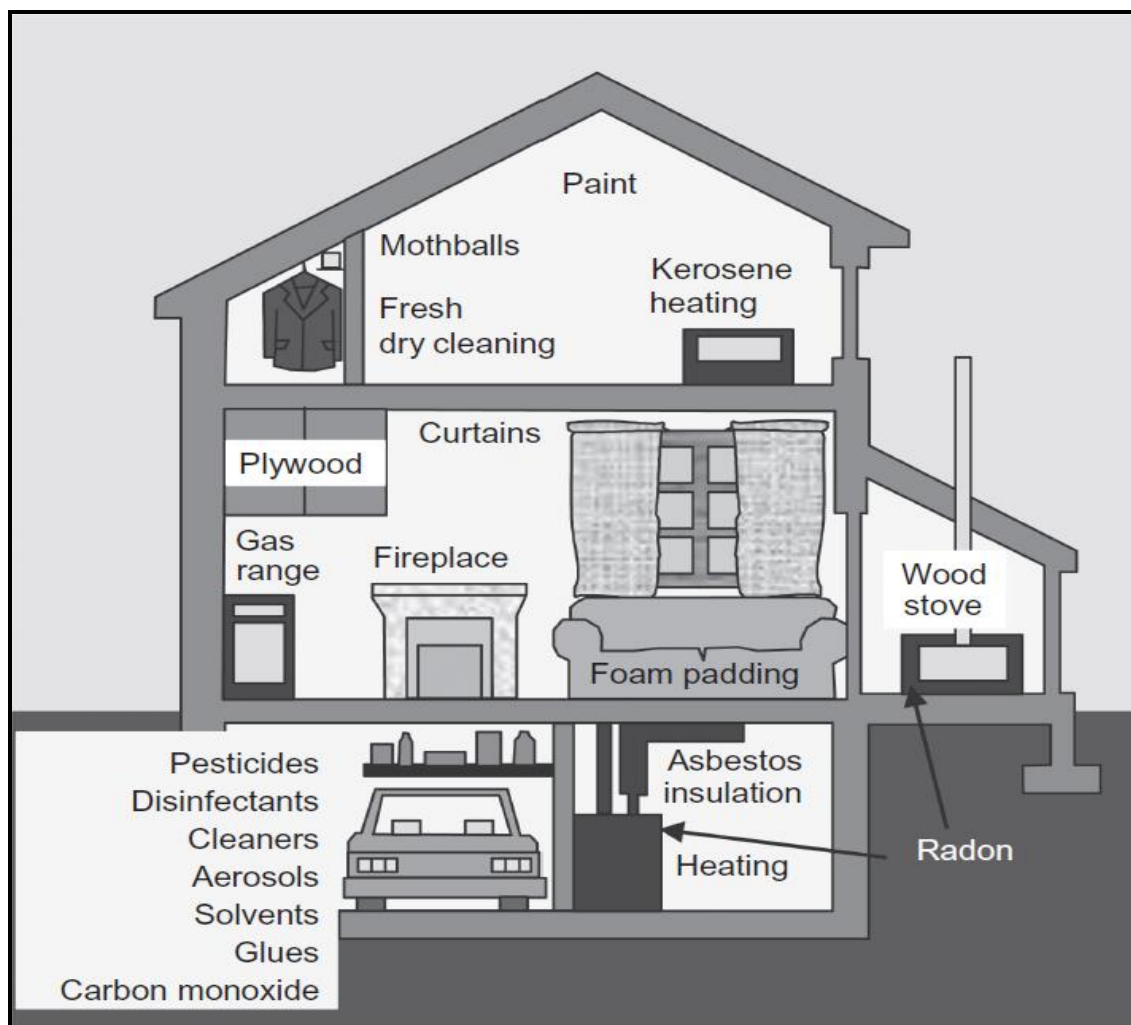 Paint
Mothballs
Fresh
dry cleaning
Kerosene
heating
Curtains
Plywood
Gas
range
Fireplace
Foam padding
Wood
stove
Pesticides
Disinfectants
Cleaners
Aerosols
Solvents
Glues
Carbon monoxide
Asbestos
insulation
Heating
Radon